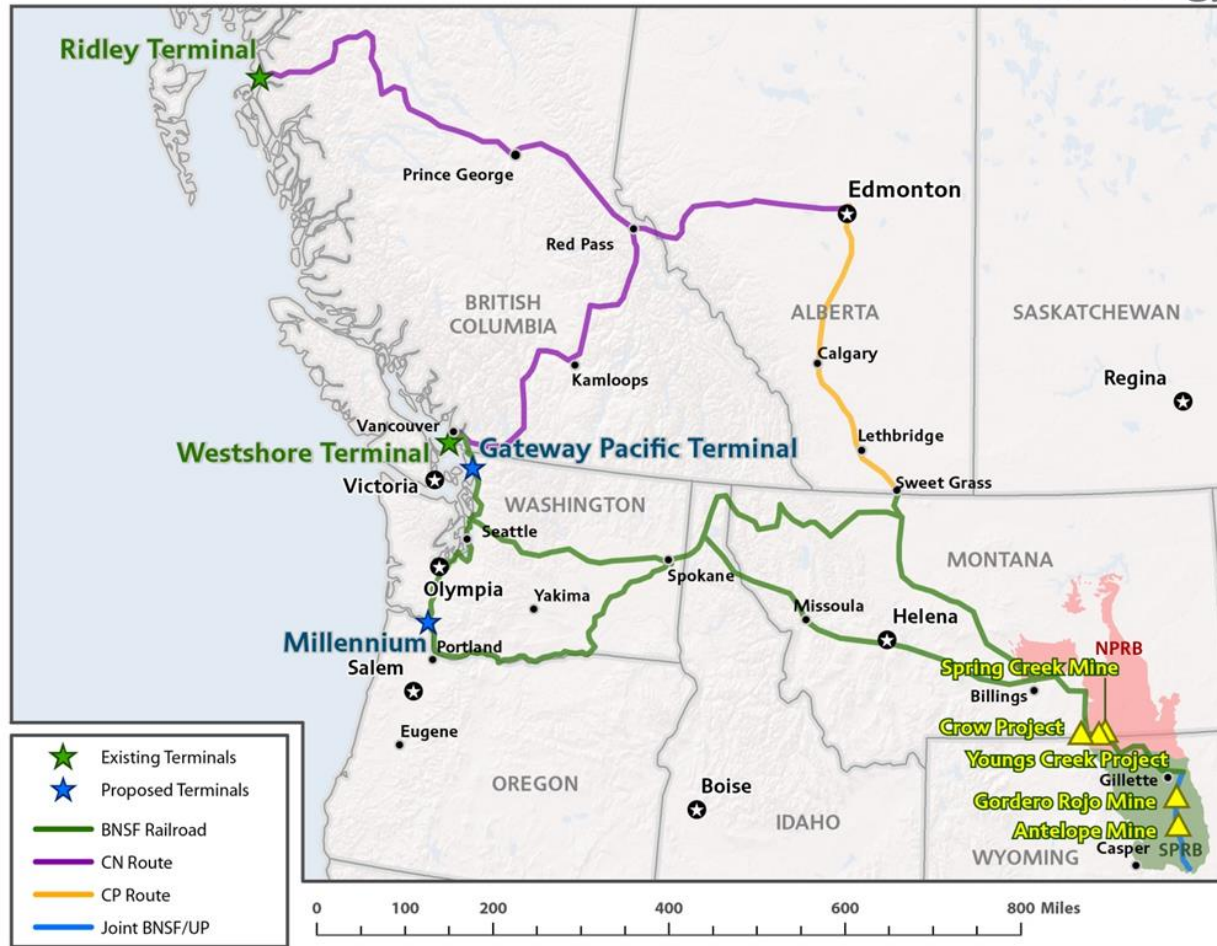 Ridley Terminal
Prince George
Edmonton
Red Pass
BRITISH
COLUMBIA
ALBERTA
SASKATCHEWAN
Calgary
Kamloops
Regina
Vancouver
Lethbridge
Westshore Terminal
Gateway Pacific Terminal
Victoria
Sweet Grass
WASHINGTON
Seattle
MONTANA
Spokane
Olympia
Yakima
Missoula
Helena
Millennium
Portland
NPRB
Salem
Spring Creek Mine
Billings
Eugene
Crow Project
Youngs Creek Project
Gillette
OREGON
Boise
Gordero Rojo Mine
IDAHO
Antelope Mine
Casper
SPRB
WYOMING
Existing Terminals
Proposed Terminals
BNSF Railroad
CN Route
CP Route
Joint BNSF/UP
0 100 200 400 600 800 Miles